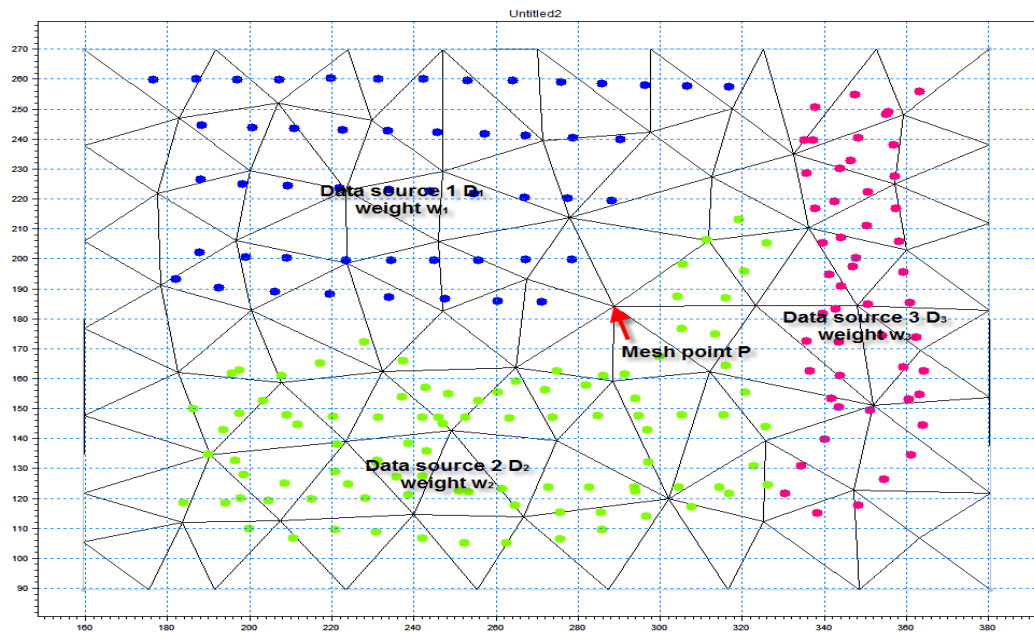 Untitled2
270
260
250
240
230
220
210
200
190
180
170
160
150
140
130
120
110
100
90
Data source 1 D₁
weight w₁
Data source 3 D₃
weight w₃
Mesh point P
Data source 2 D₂
weight w₂
160 180 200 220 240 260 280 300 320 340 360 380